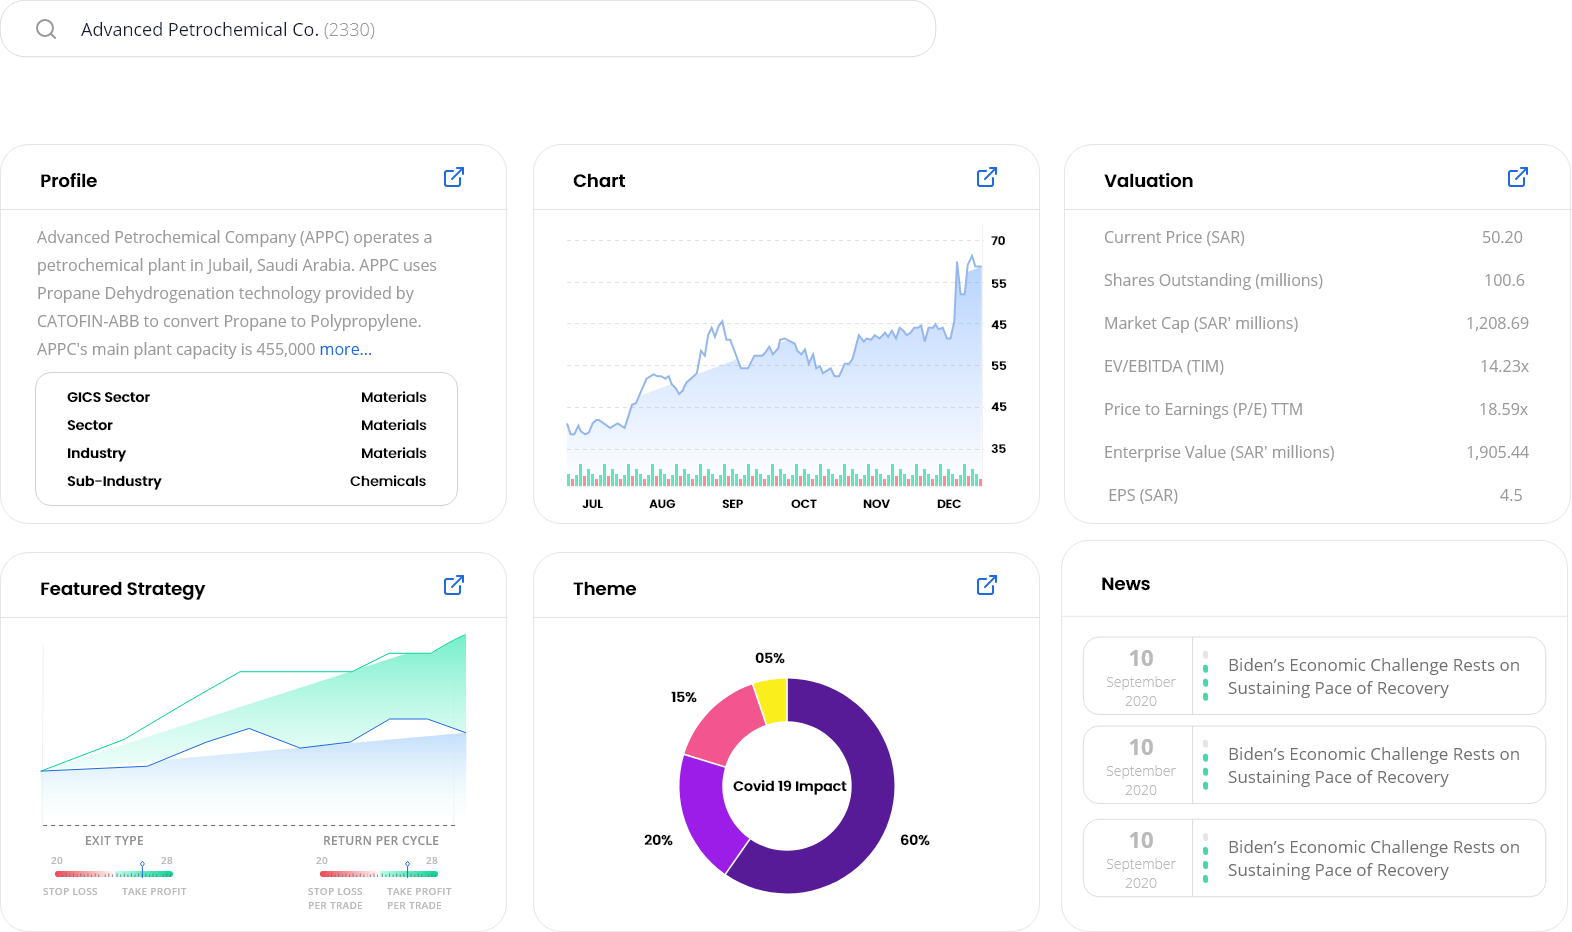 Advanced Petrochemical Co. (2330)
Profile
Advanced Petrochemical Company (APPC) operates a
petrochemical plant in Jubail, Saudi Arabia. APPC uses
Propane Dehydrogenation technology provided by
CATOFIN-ABB to convert Propane to Polypropylene.
APPC's main plant capacity is 455,000 more...
GICS Sector Materials
Sector Materials
Industry Materials
Sub-Industry Chemicals
Chart
70
55
45
55
45
35
JUL AUG SEP OCT NOV DEC
Valuation
Current Price (SAR) 50.20
Shares Outstanding (millions) 100.6
Market Cap (SAR' millions) 1,208.69
EV/EBITDA (TIM) 14.23x
Price to Earnings (P/E) TTM 18.59x
Enterprise Value (SAR' millions) 1,905.44
EPS (SAR) 4.5
Featured Strategy
EXIT TYPE
20 28
STOP LOSS TAKE PROFIT
RETURN PER CYCLE
20 28
STOP LOSS TAKE PROFIT
PER TRADE PER TRADE
Theme
05%
15%
Covid 19 Impact
20% 60%
News
10
September
2020
Biden’s Economic Challenge Rests on
Sustaining Pace of Recovery
10
September
2020
Biden’s Economic Challenge Rests on
Sustaining Pace of Recovery
10
September
2020
Biden’s Economic Challenge Rests on
Sustaining Pace of Recovery